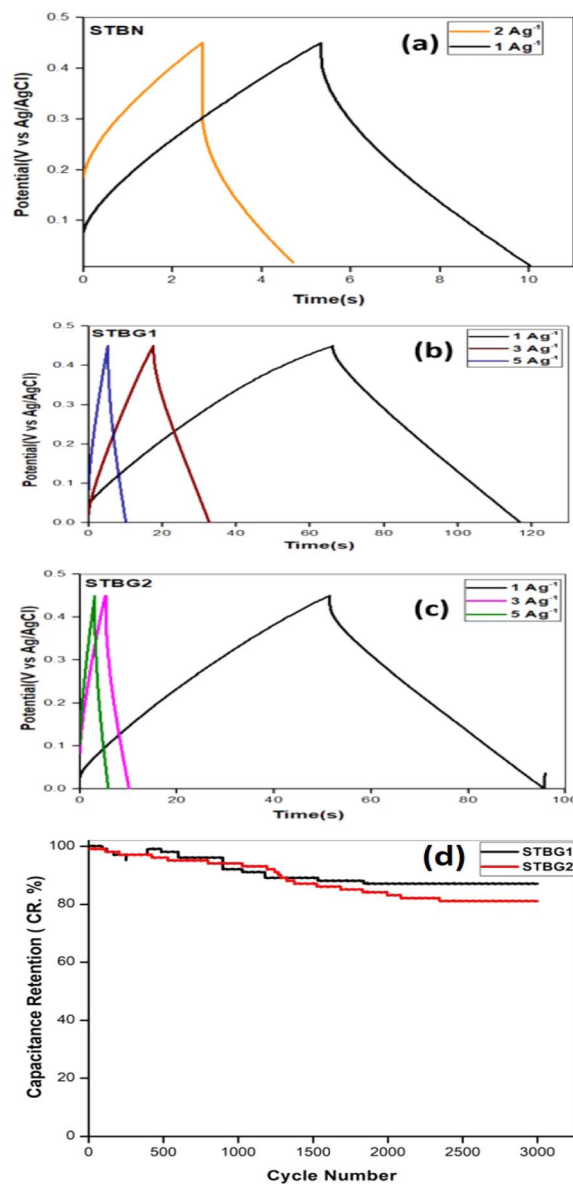 STBN
(a)
2 Ag⁻¹
1 Ag⁻¹
Potential(V vs Ag/AgCl)
0.4
0.3
0.2
0.1
0 2 4 6 8 10
Time(s)
STBG1
(b)
1 Ag⁻¹
3 Ag⁻¹
5 Ag⁻¹
Potential(V vs Ag/AgCl)
0.5
0.4
0.3
0.2
0.1
0.0
0 20 40 60 80 100 120
Time(s)
STBG2
(c)
1 Ag⁻¹
3 Ag⁻¹
5 Ag⁻¹
Potential(V vs Ag/AgCl)
0.5
0.4
0.3
0.2
0.1
0.0
0 20 40 60 80 100
Time(s)
(d)
STBG1
STBG2
Capacitance Retention ( CR. %)
100
80
60
40
20
0
0 500 1000 1500 2000 2500 3000
Cycle Number